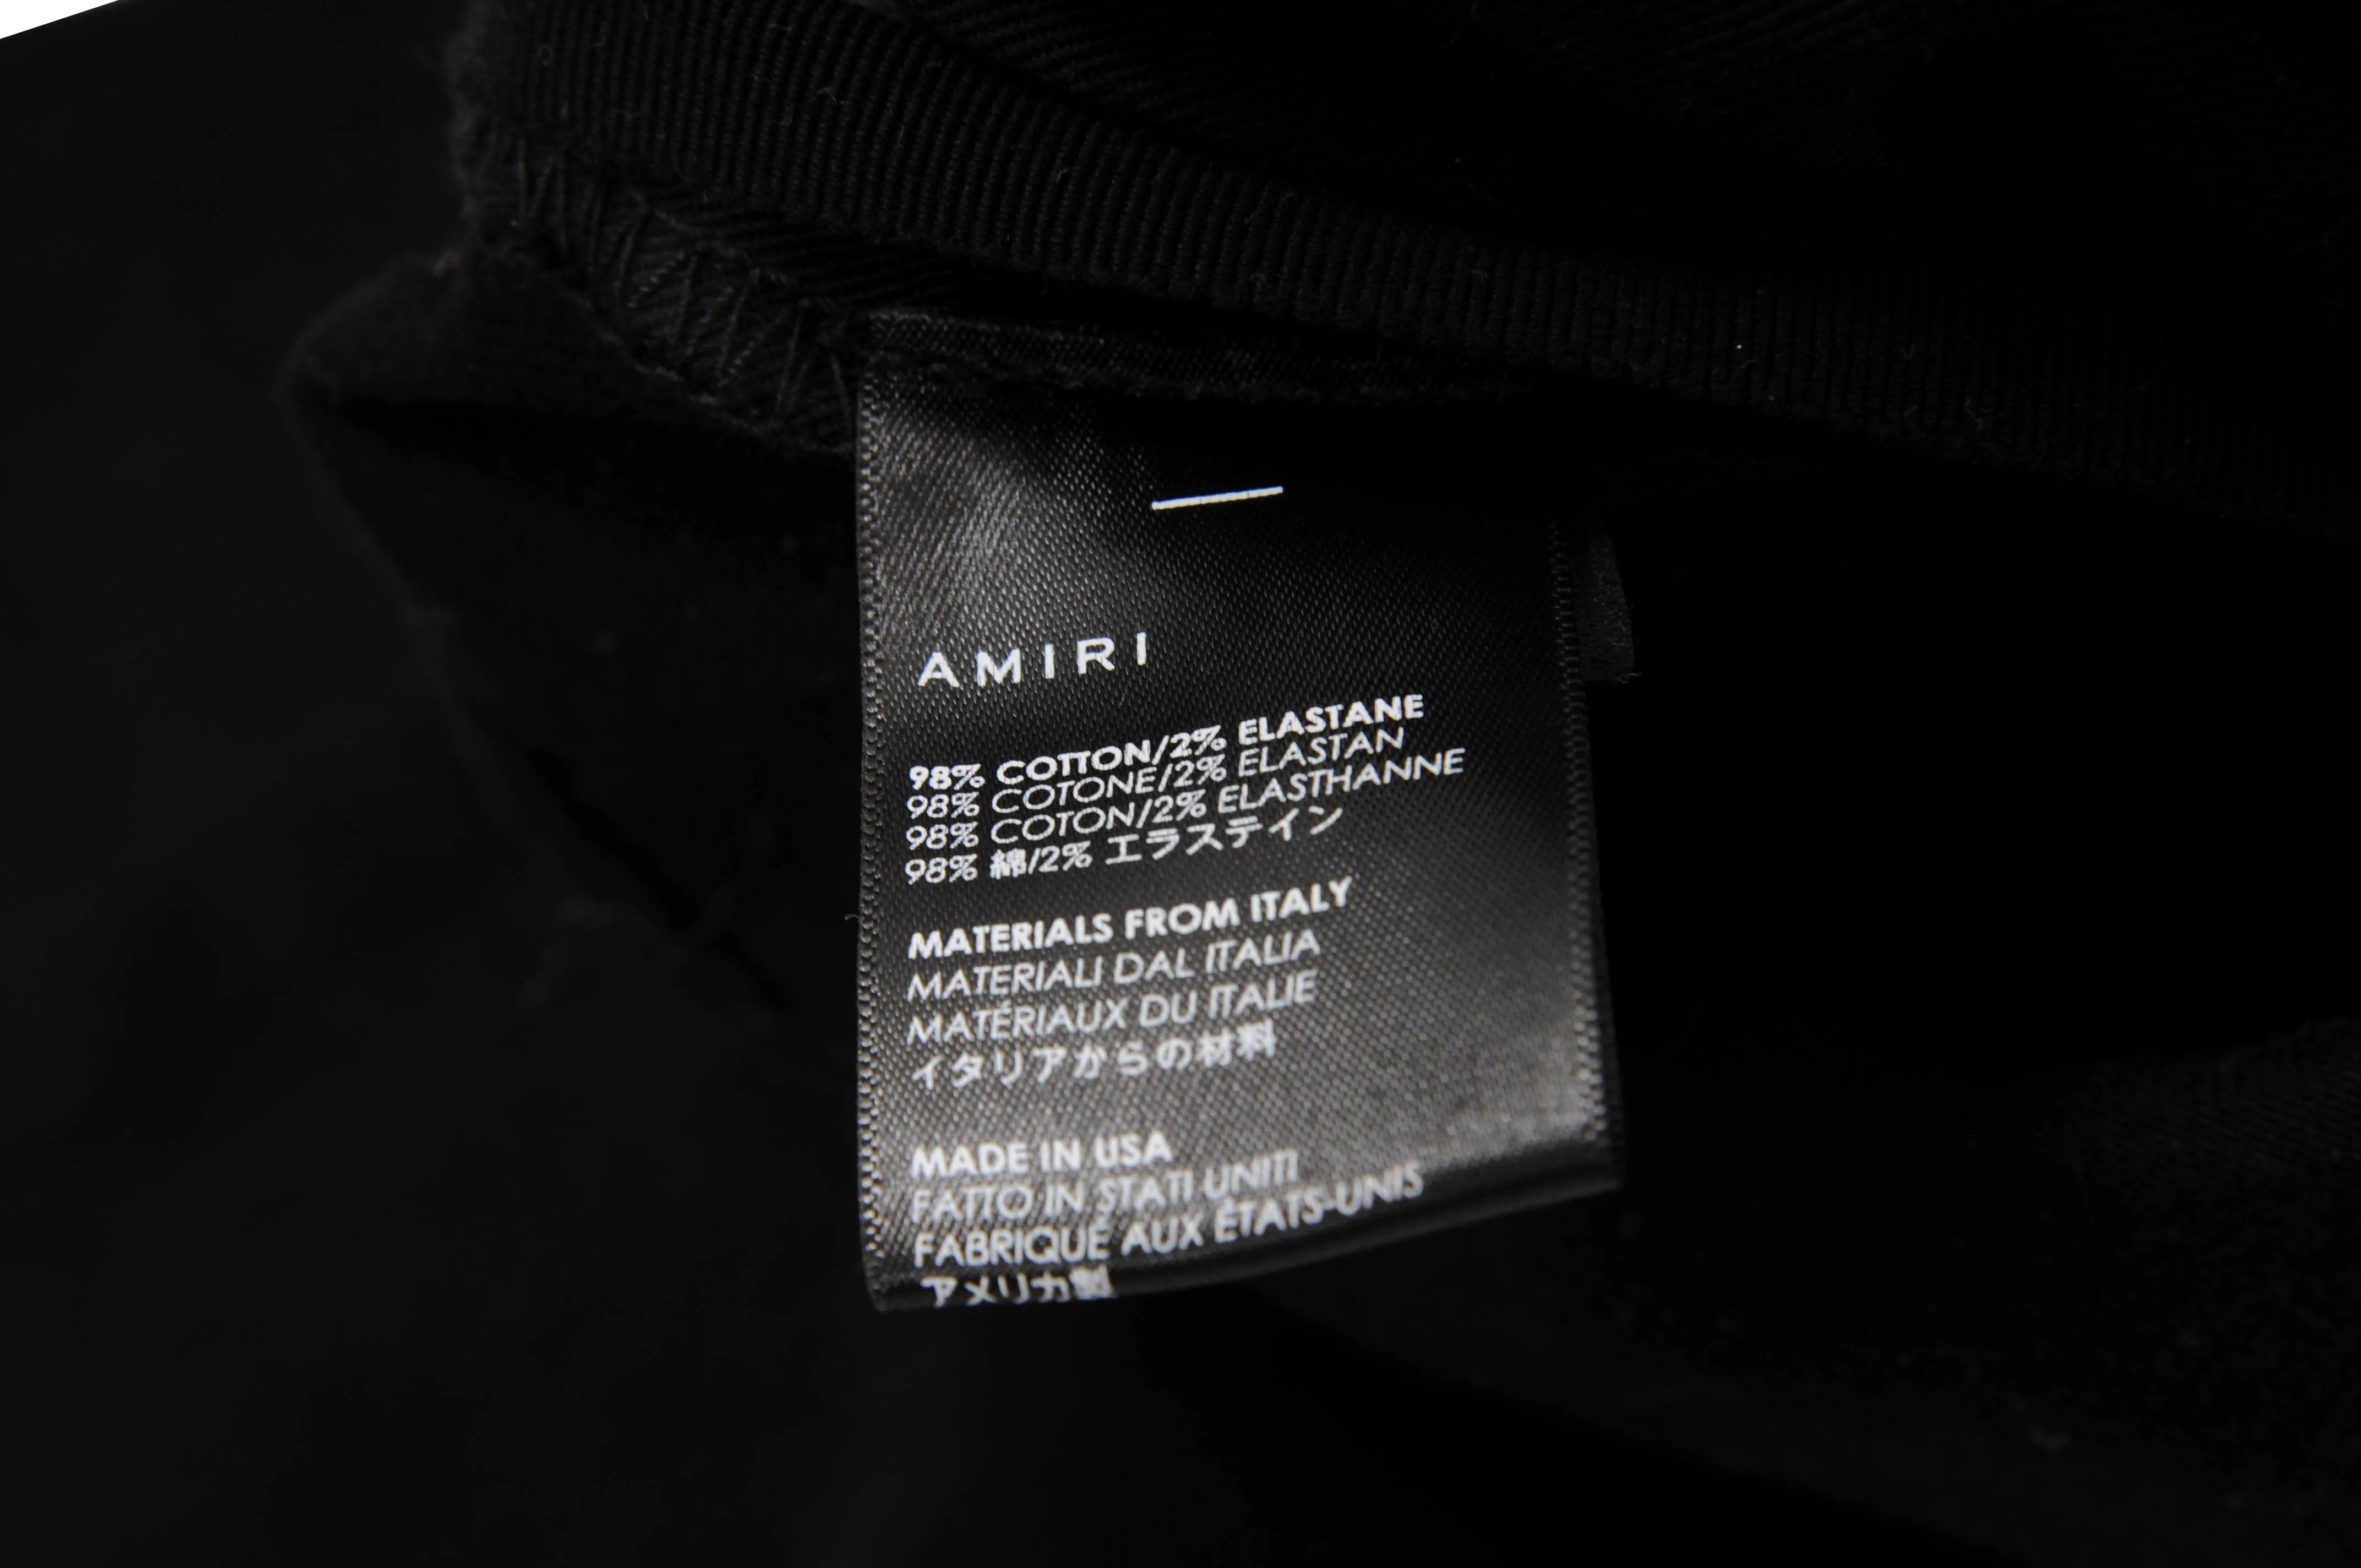 AMIRI
98% COTTON/2% ELASTANE
98% COTONE/2% ELASTAN
98% COTON/2% ELASTHANNE
98% 綿/2% エラステイン
MATERIALS FROM ITALY
MATERIALI DAL ITALIA
MATÉRIAUX DU ITALIE
イタリアからの材料
MADE IN USA
FATTO IN STATI UNITI
FABRIQUÉ AUX ÉTATS-UNIS
アメリカ製